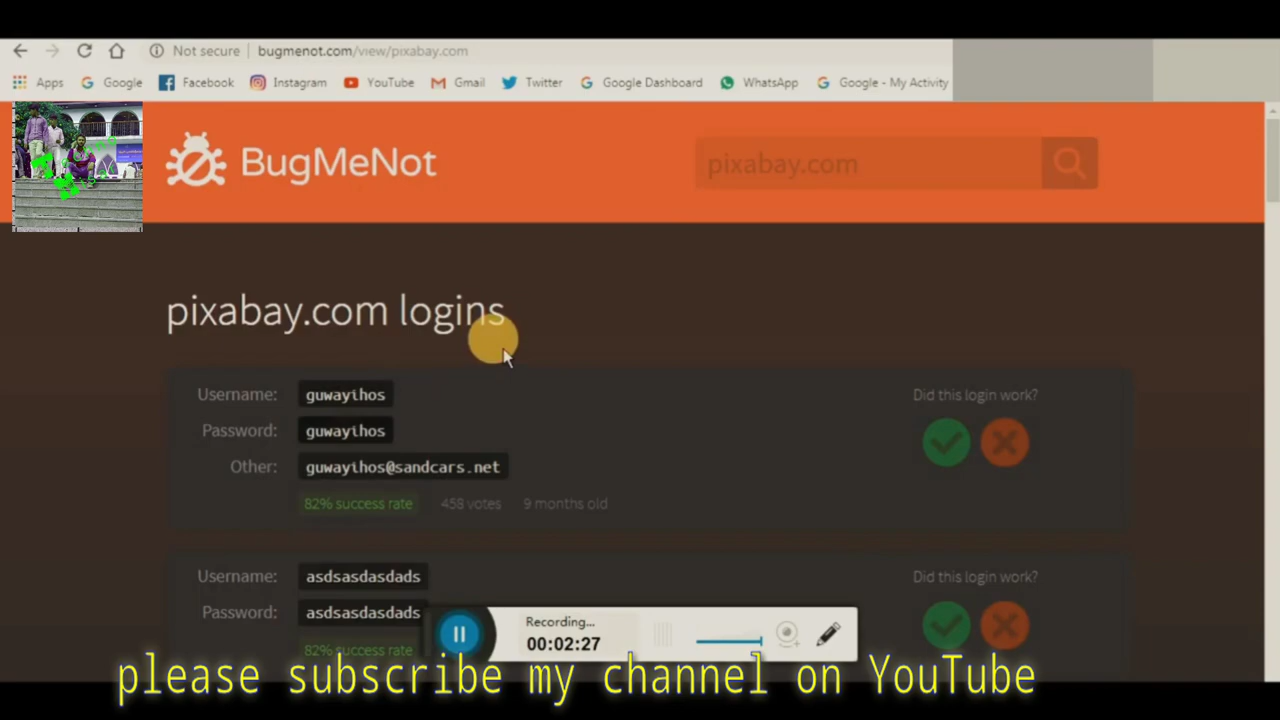 Not secure | bugmenot.com/view/pixabay.com
Apps Google Facebook Instagram YouTube Gmail Twitter Google Dashboard WhatsApp Google - My Activity
BugMeNot
pixabay.com
pixabay.com logins
Username: guwayihos
Did this login work?
Password: guwayihos
Other: guwayihos@sandcars.net
82% success rate 458 votes 9 months old
Username: asdsasdasdads
Did this login work?
Password: asdsasdasdads
82% success rate
Recording...
00:02:27
please subscribe my channel on YouTube